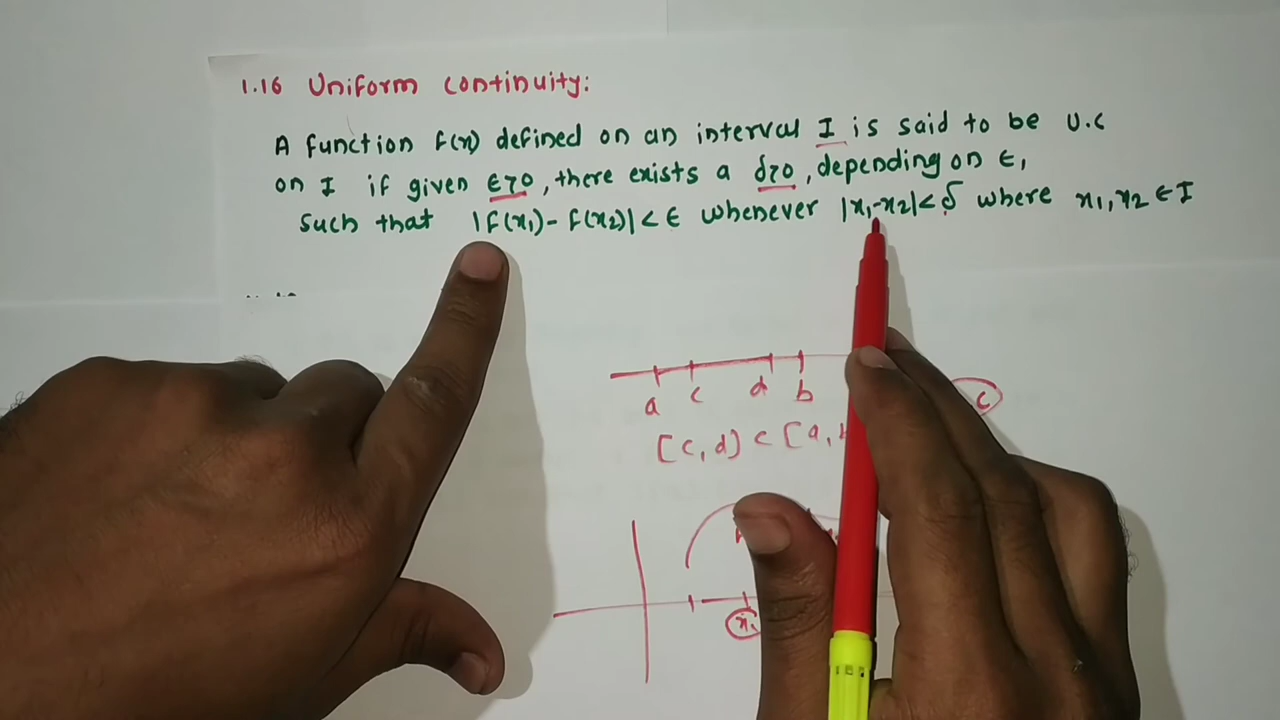 1.16 Uniform continuity:
A function f(x) defined on an interval I is said to be U.C
on I if given ε>0, there exists a δ>0, depending on ε,
such that |f(x₁)-f(x₂)|<ε whenever |x₁-x₂|<δ where x₁,x₂∈I
a c d b
c
[c,d] ⊂ [a,
x₁